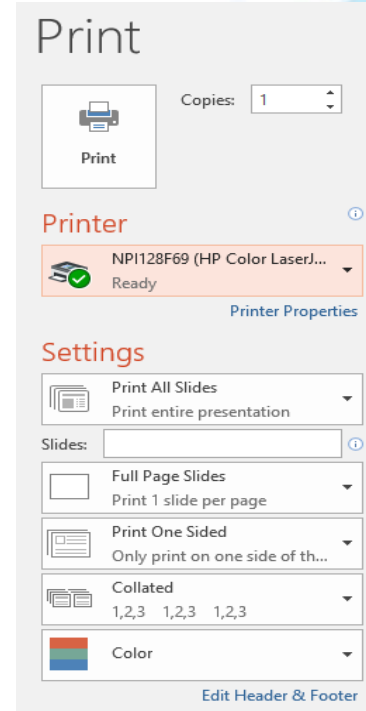 Print
Copies: 1
Print
Printer
NPI128F69 (HP Color LaserJ...
Ready
Printer Properties
Settings
Print All Slides
Print entire presentation
Slides:
Full Page Slides
Print 1 slide per page
Print One Sided
Only print on one side of th...
Collated
1,2,3 1,2,3 1,2,3
Color
Edit Header & Footer